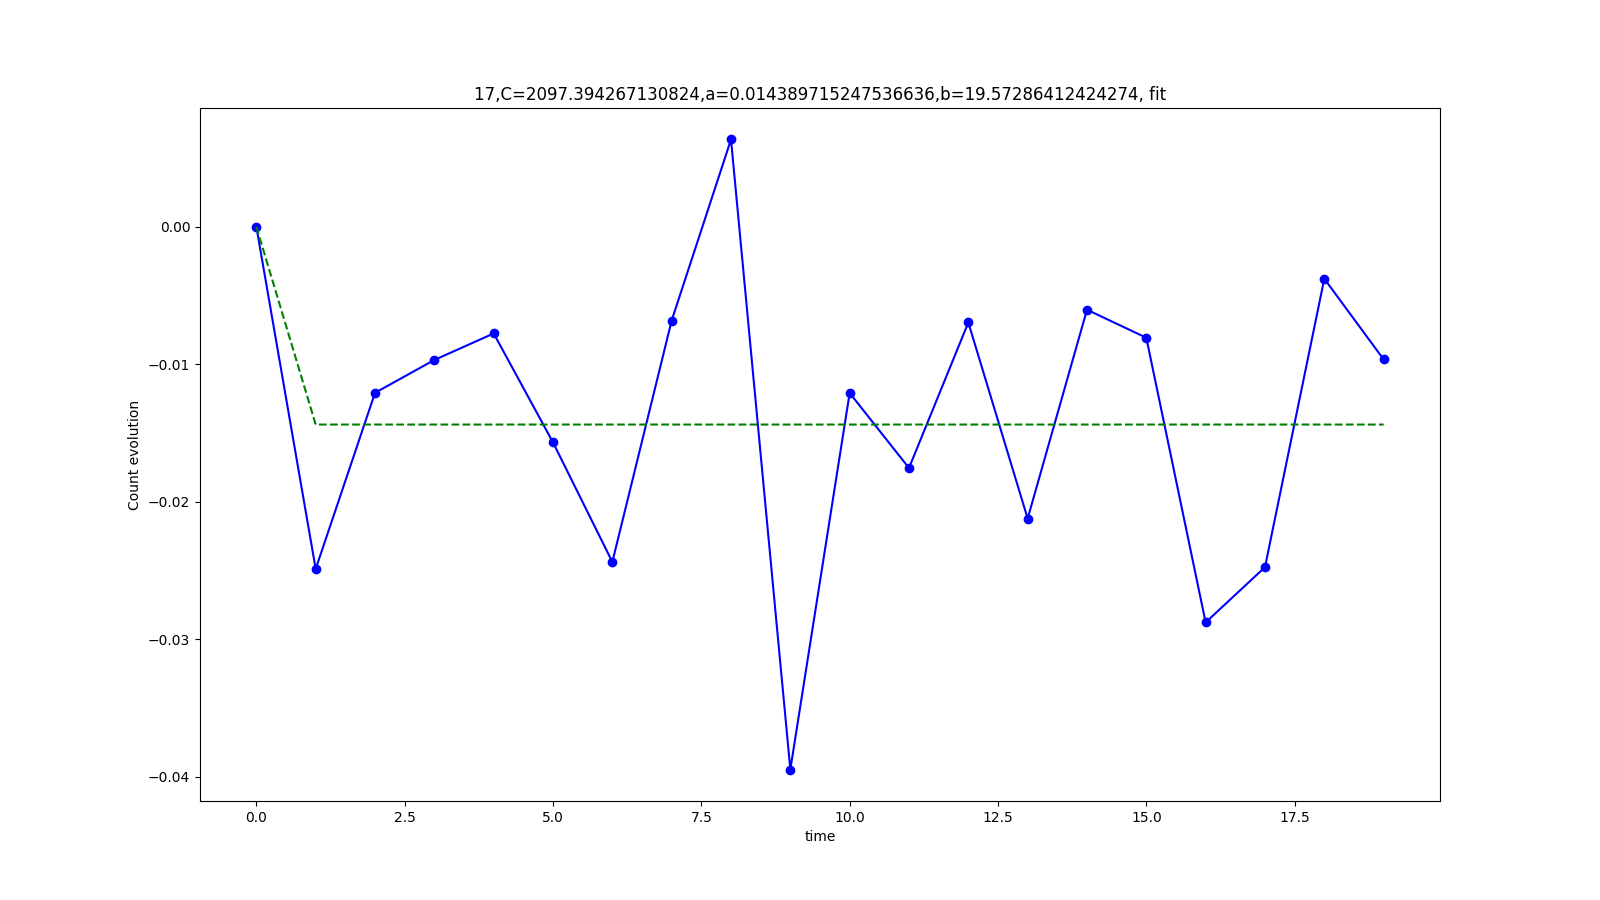 17,C=2097.394267130824,a=0.014389715247536636,b=19.57286412424274, fit
0.00
−0.01
−0.02
−0.03
−0.04
Count evolution
0.0 2.5 5.0 7.5 10.0 12.5 15.0 17.5
time